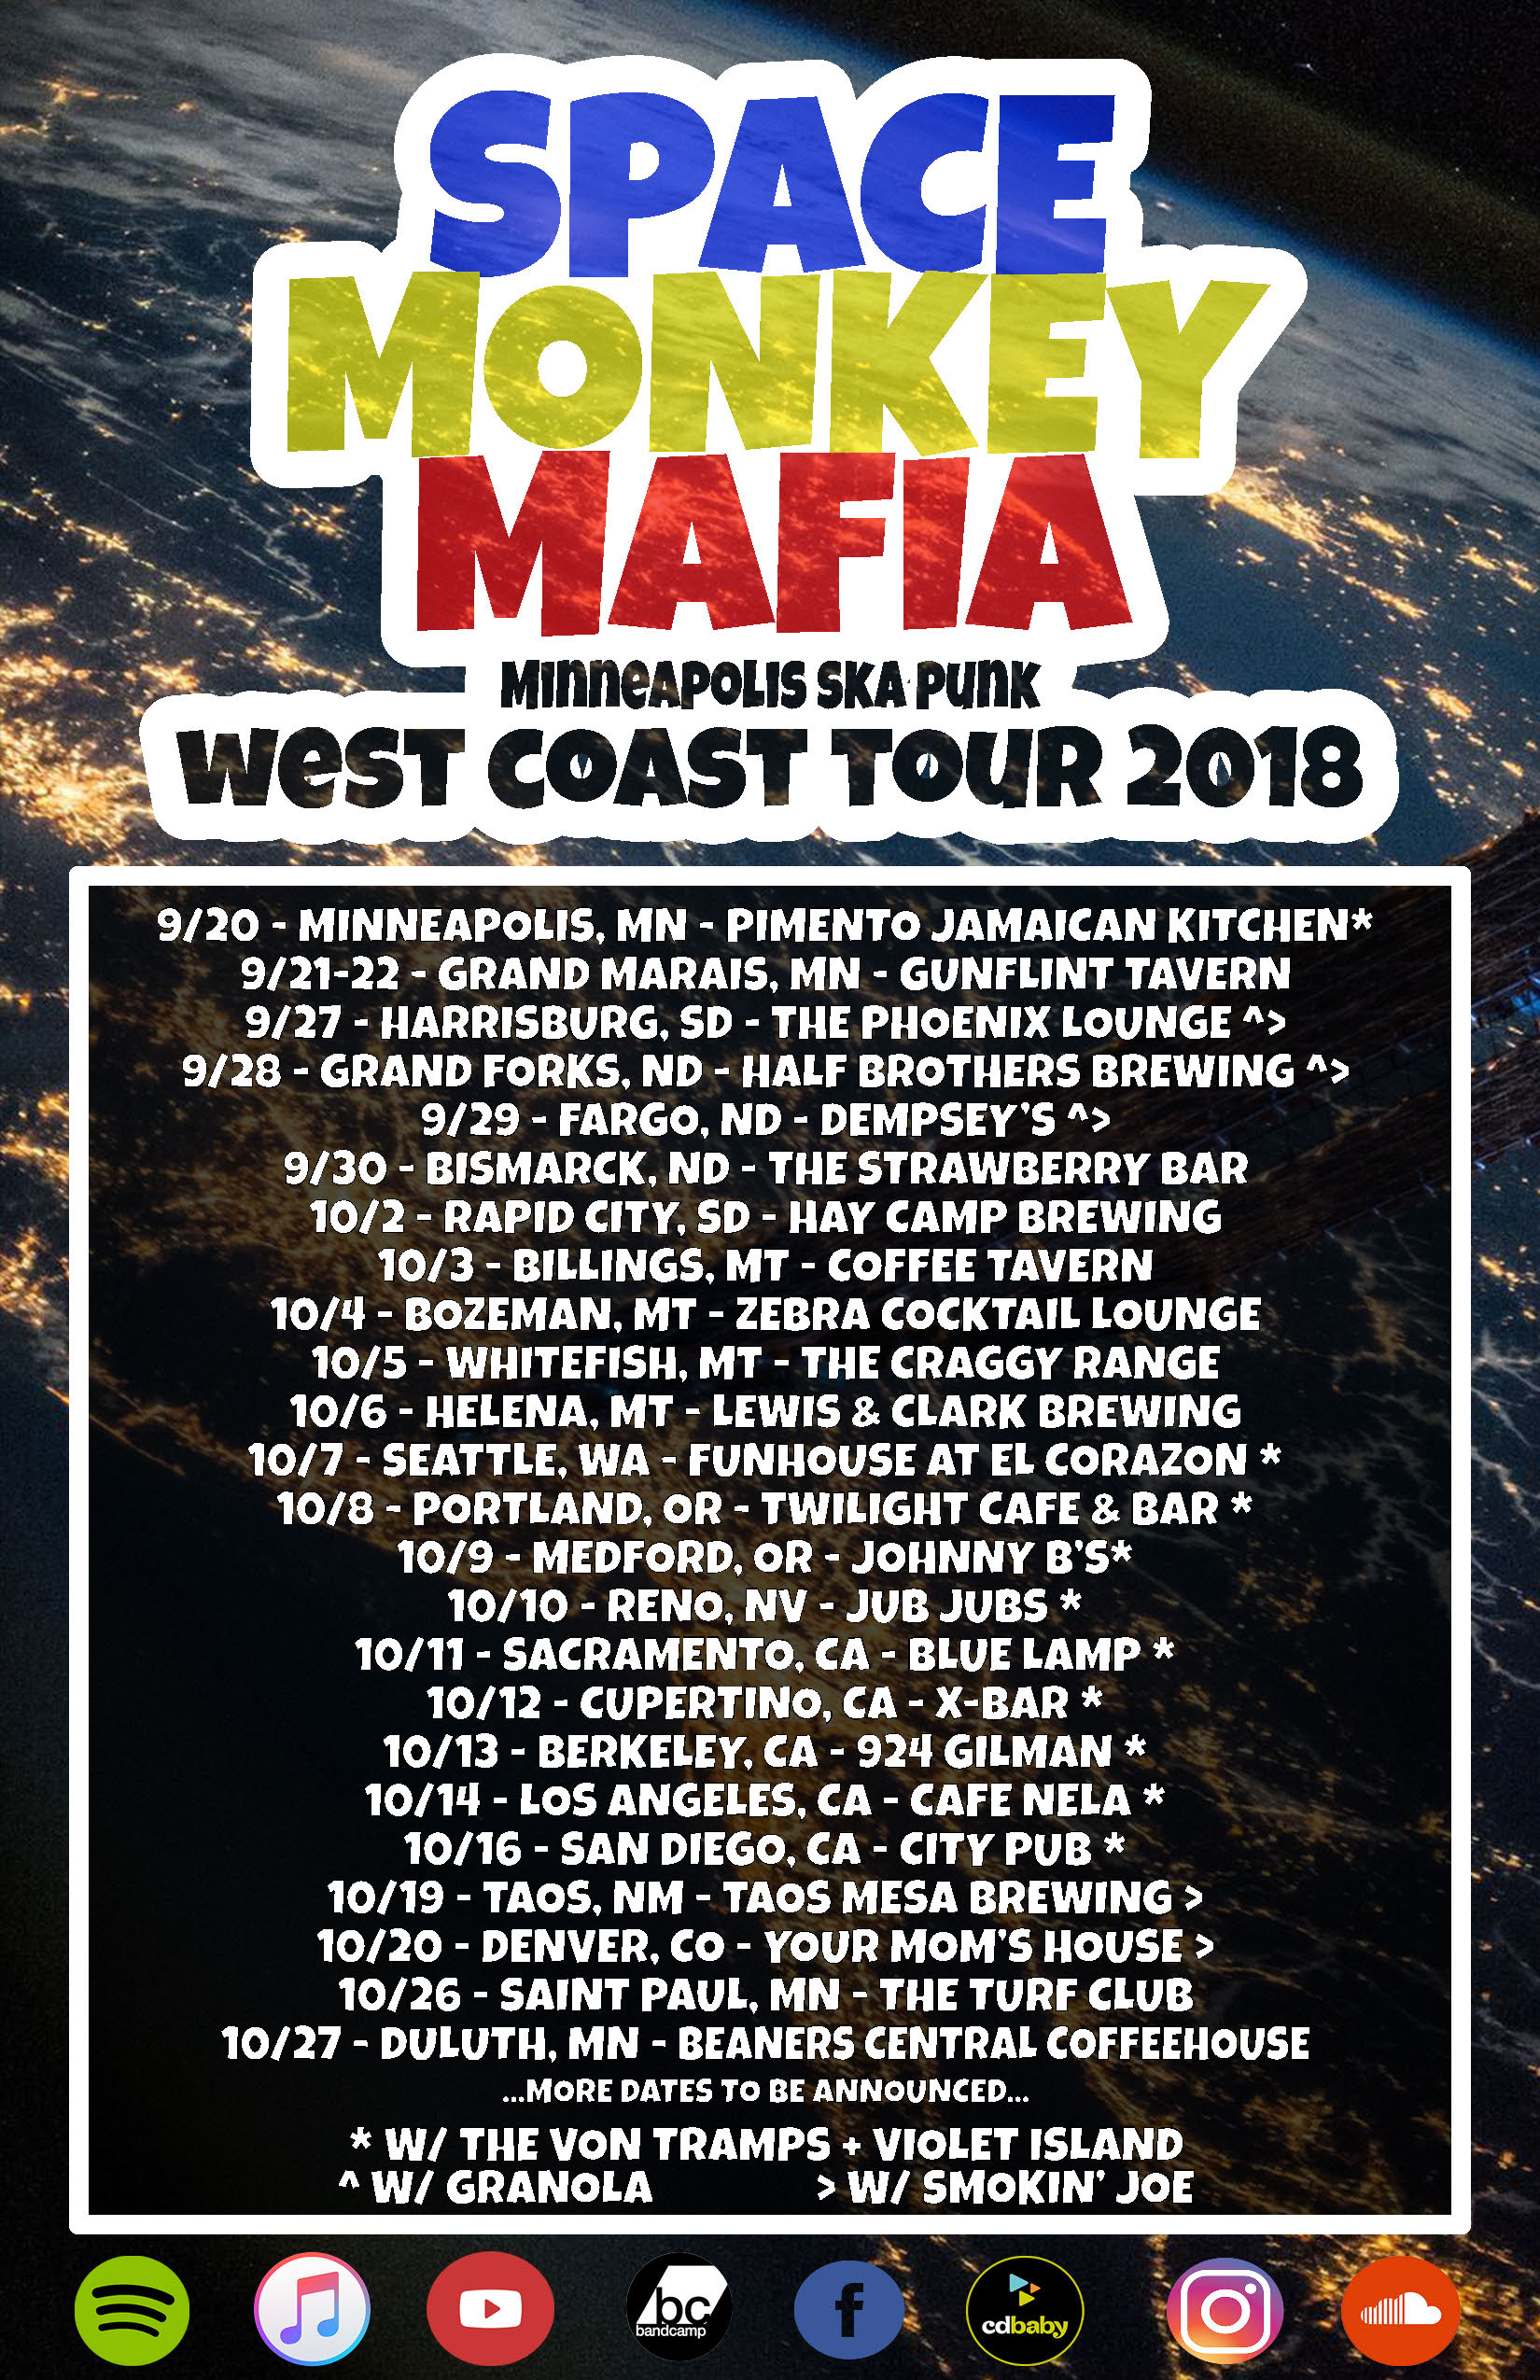 SPACE
MONKEY
MAFIA
MINNEAPOLIS SKA PUNK
WEST COAST TOUR 2018
9/20 - MINNEAPOLIS, MN - PIMENTO JAMAICAN KITCHEN*
9/21-22 - GRAND MARAIS, MN - GUNFLINT TAVERN
9/27 - HARRISBURG, SD - THE PHOENIX LOUNGE ^>
9/28 - GRAND FORKS, ND - HALF BROTHERS BREWING ^>
9/29 - FARGO, ND - DEMPSEY'S ^>
9/30 - BISMARCK, ND - THE STRAWBERRY BAR
10/2 - RAPID CITY, SD - HAY CAMP BREWING
10/3 - BILLINGS, MT - COFFEE TAVERN
10/4 - BOZEMAN, MT - ZEBRA COCKTAIL LOUNGE
10/5 - WHITEFISH, MT - THE CRAGGY RANGE
10/6 - HELENA, MT - LEWIS & CLARK BREWING
10/7 - SEATTLE, WA - FUNHOUSE AT EL CORAZON *
10/8 - PORTLAND, OR - TWILIGHT CAFE & BAR *
10/9 - MEDFORD, OR - JOHNNY B'S*
10/10 - RENO, NV - JUB JUBS *
10/11 - SACRAMENTO, CA - BLUE LAMP *
10/12 - CUPERTINO, CA - X-BAR *
10/13 - BERKELEY, CA - 924 GILMAN *
10/14 - LOS ANGELES, CA - CAFE NELA *
10/16 - SAN DIEGO, CA - CITY PUB *
10/19 - TAOS, NM - TAOS MESA BREWING >
10/20 - DENVER, CO - YOUR MOM'S HOUSE >
10/26 - SAINT PAUL, MN - THE TURF CLUB
10/27 - DULUTH, MN - BEANERS CENTRAL COFFEEHOUSE
...MORE DATES TO BE ANNOUNCED...
* W/ THE VON TRAMPS + VIOLET ISLAND
^ W/ GRANOLA > W/ SMOKIN' JOE
bc
bandcamp
f
cdbaby